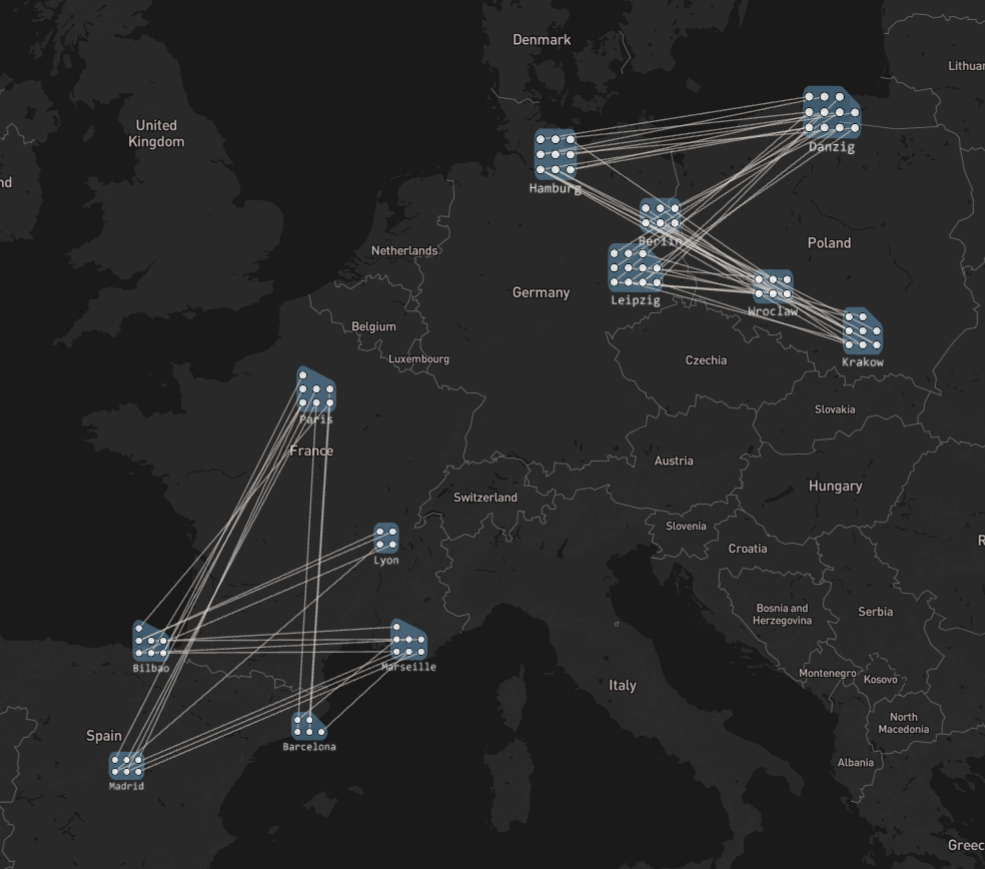 Denmark
Lithuar
United
Kingdom
Danzig
nd
Hamburg
Berlin
Poland
Netherlands
Germany
Leipzig
Wroclaw
Belgium
Luxembourg
Czechia
Krakow
Paris
Slovakia
France
Austria
Switzerland
Hungary
Slovenia
R
Croatia
Lyon
Bosnia and
Herzegovina
Serbia
Bilbao
Marseille
Montenegro
Kosovo
Italy
North
Macedonia
Spain
Barcelona
Albania
Madrid
Greec